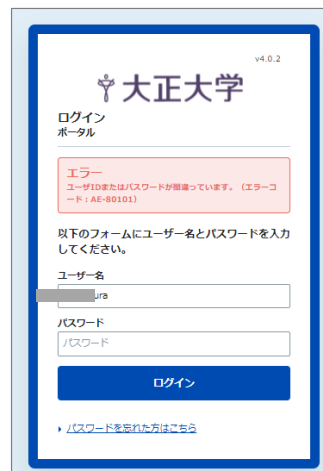 v4.0.2
大正大学
ログイン
ポータル
エラー
ユーザIDまたはパスワードが間違っています。（エラーコ
ード：AE-80101）
以下のフォームにユーザー名とパスワードを入力
してください。
ユーザー名
ura
パスワード
パスワード
ログイン
パスワードを忘れた方はこちら